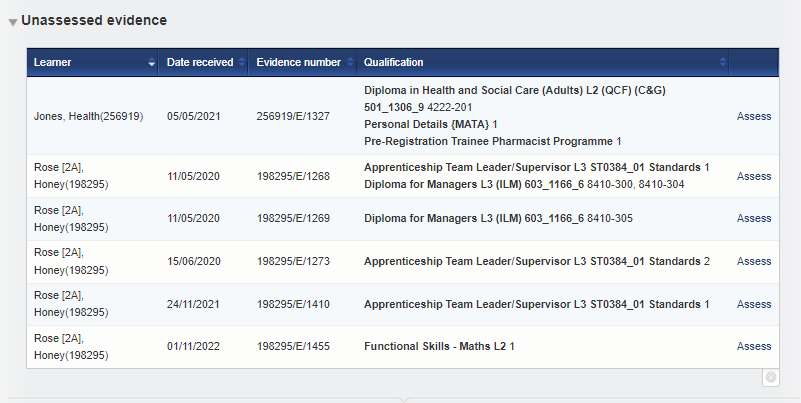 Unassessed evidence
Learner Date received Evidence number Qualification
Jones, Health(256919) 05/05/2021 256919/E/1327 Diploma in Health and Social Care (Adults) L2 (QCF) (C&G)
501_1306_9 4222-201
Personal Details {MATA} 1
Pre-Registration Trainee Pharmacist Programme 1 Assess
Rose [2A],
Honey(198295) 11/05/2020 198295/E/1268 Apprenticeship Team Leader/Supervisor L3 ST0384_01 Standards 1
Diploma for Managers L3 (ILM) 603_1166_6 8410-300, 8410-304 Assess
Rose [2A],
Honey(198295) 11/05/2020 198295/E/1269 Diploma for Managers L3 (ILM) 603_1166_6 8410-305 Assess
Rose [2A],
Honey(198295) 15/06/2020 198295/E/1273 Apprenticeship Team Leader/Supervisor L3 ST0384_01 Standards 2 Assess
Rose [2A],
Honey(198295) 24/11/2021 198295/E/1410 Apprenticeship Team Leader/Supervisor L3 ST0384_01 Standards 1 Assess
Rose [2A],
Honey(198295) 01/11/2022 198295/E/1455 Functional Skills - Maths L2 1 Assess